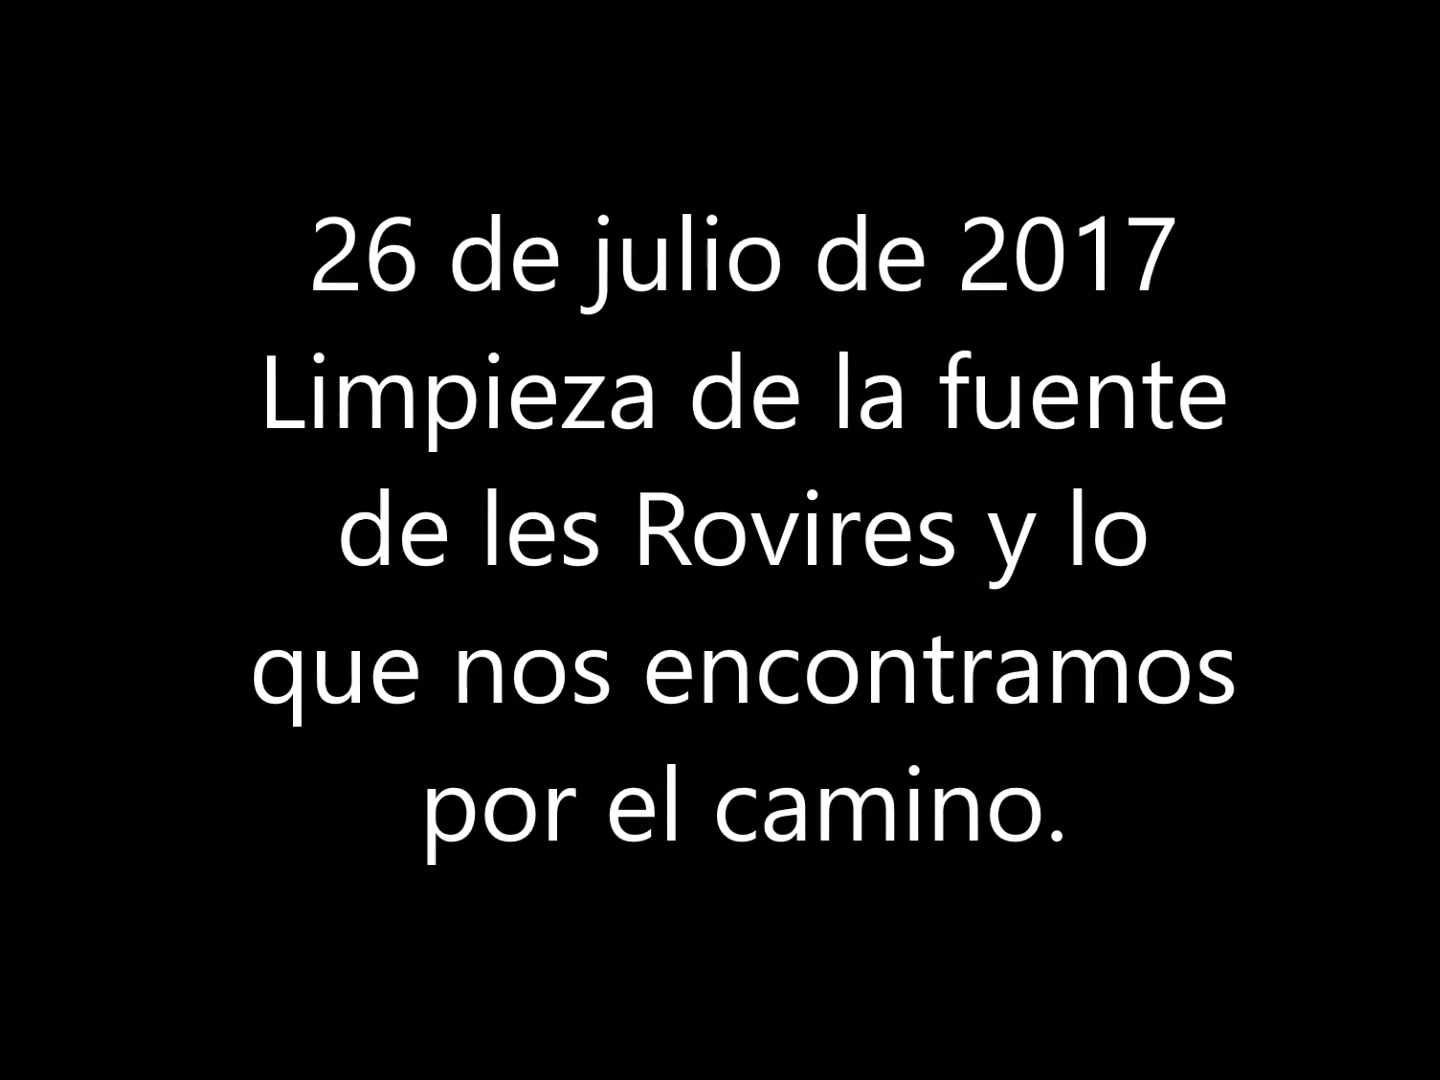 26 de julio de 2017
Limpieza de la fuente
de les Rovires y lo
que nos encontramos
por el camino.